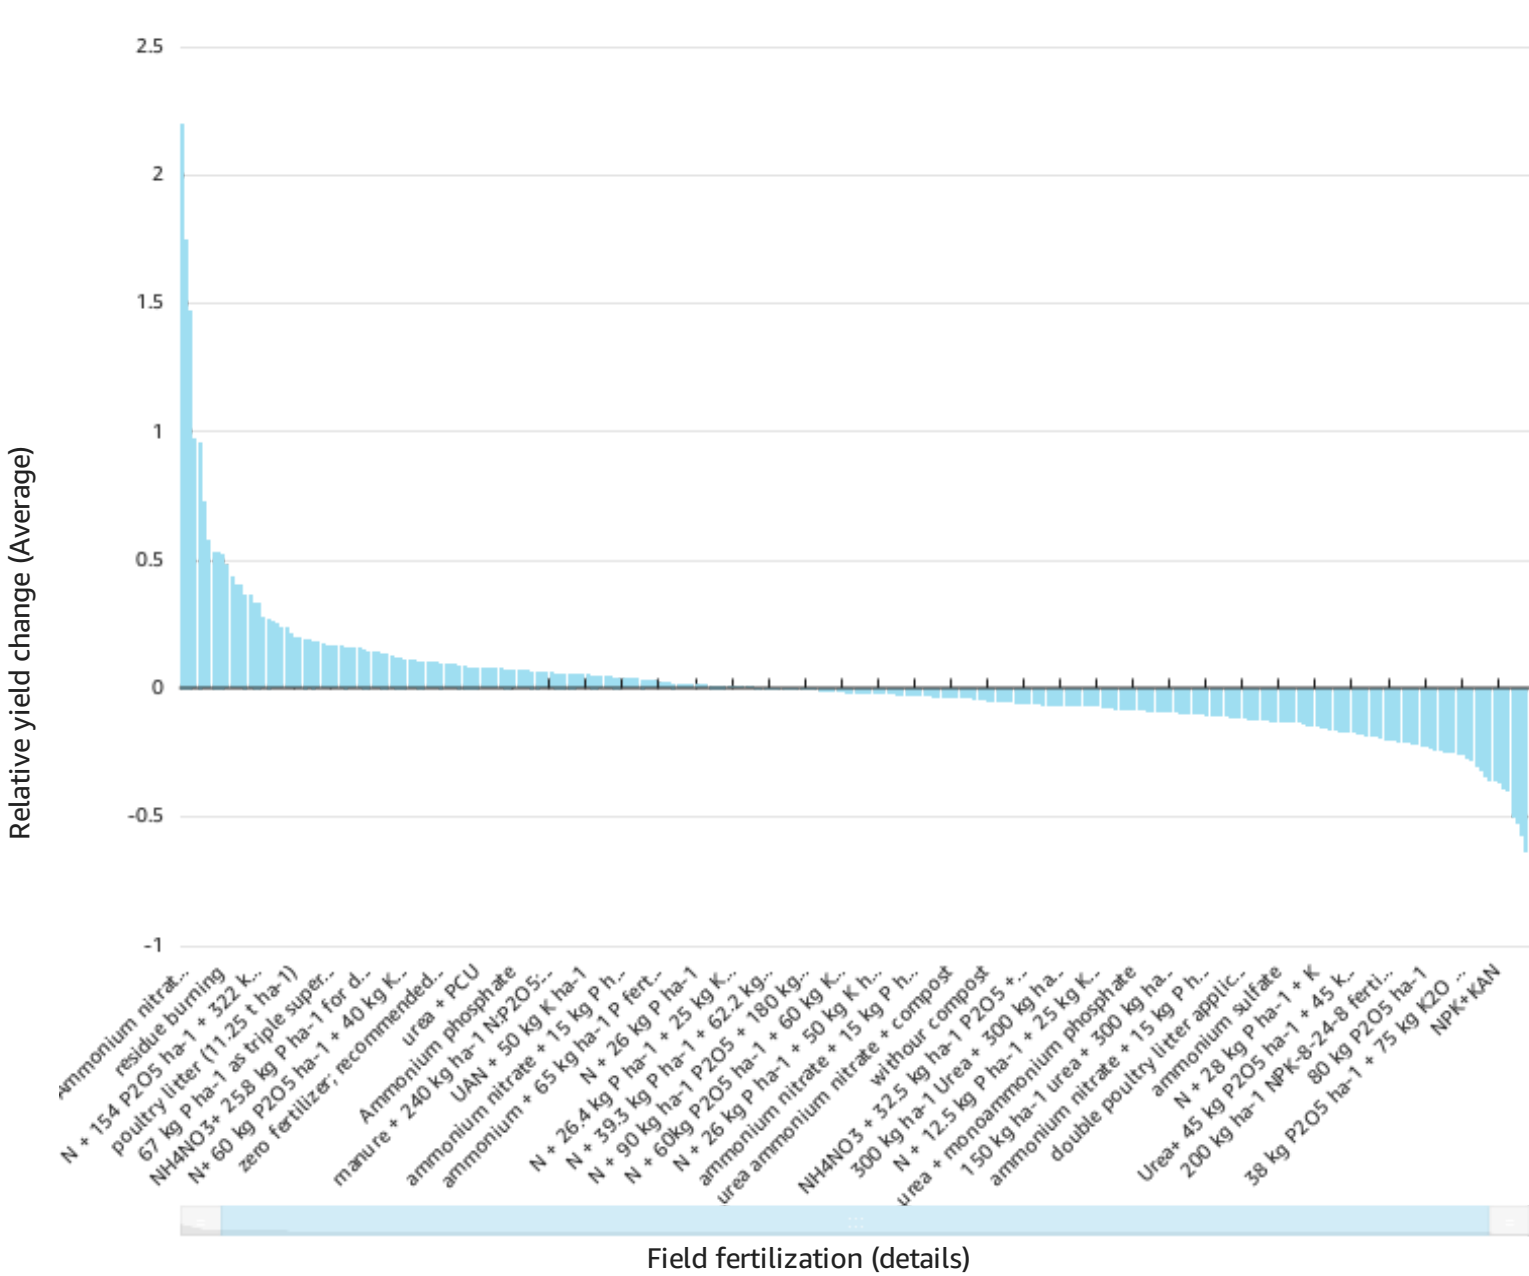 2.5
2
1.5
1
0.5
0
-0.5
-1
Relative yield change (Average)
Ammonium nitrat...
residue burning
N + 154 P2O5 ha-1 + 322 k...
poultry litter (11.25 t ha-1)
67 kg P ha-1 as triple super...
NH4NO3+ 25.8 kg P ha-1 for d...
N+ 60 kg P2O5 ha-1 + 40 kg K...
zero fertilizer; recommended...
urea + PCU
Ammonium phosphate
manure + 240 kg ha-1 N:P2O5:...
UAN + 50 kg K ha-1
ammonium nitrate + 15 kg P h...
ammonium + 65 kg ha-1 P fert...
N + 26 kg P ha-1
N + 26.4 kg P ha-1 + 25 kg K...
N + 39.3 kg P ha-1 + 62.2 kg...
N + 90 kg ha-1 P2O5 + 180 kg...
N + 60kg P2O5 ha-1 + 60 kg K...
N + 26 kg P ha-1 + 50 kg K h...
ammonium nitrate + 15 kg P h...
urea ammonium nitrate + compost
without compost
NH4NO3 + 32.5 kg ha-1 P2O5 +...
300 kg ha-1 Urea + 300 kg ha...
N + 12.5 kg P ha-1 + 25 kg K...
urea + monoammonium phosphate
150 kg ha-1 urea + 300 kg ha...
ammonium nitrate + 15 kg P h...
double poultry litter applic...
ammonium sulfate
N + 28 kg P ha-1 + K
Urea+ 45 kg P2O5 ha-1 + 45 k...
200 kg ha-1 NPK-8-24-8 ferti...
80 kg P2O5 ha-1
38 kg P2O5 ha-1 + 75 kg K2O ...
NPK+KAN
Field fertilization (details)